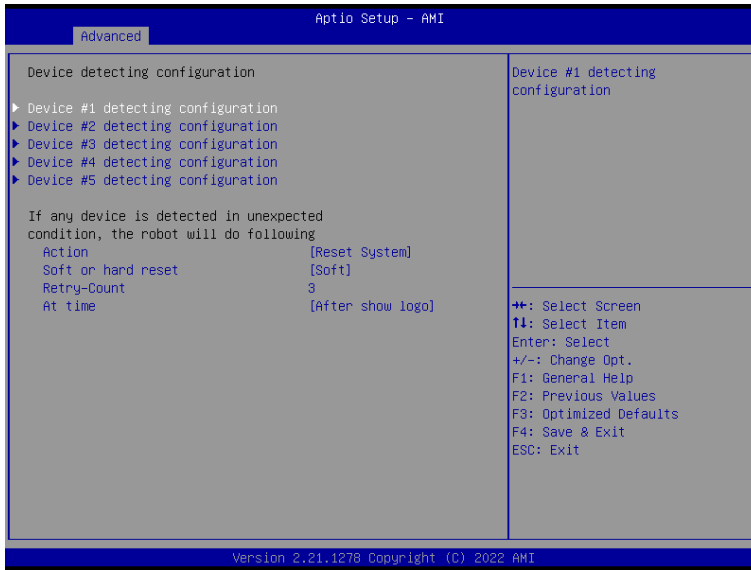 Aptio Setup – AMI
Advanced
Device detecting configuration
Device #1 detecting configuration
Device #2 detecting configuration
Device #3 detecting configuration
Device #4 detecting configuration
Device #5 detecting configuration
If any device is detected in unexpected
condition, the robot will do following
Action [Reset System]
Soft or hard reset [Soft]
Retry-Count 3
At time [After show logo]
Device #1 detecting
configuration
→←: Select Screen
↑↓: Select Item
Enter: Select
+/-: Change Opt.
F1: General Help
F2: Previous Values
F3: Optimized Defaults
F4: Save & Exit
ESC: Exit
Version 2.21.1278 Copyright (C) 2022 AMI